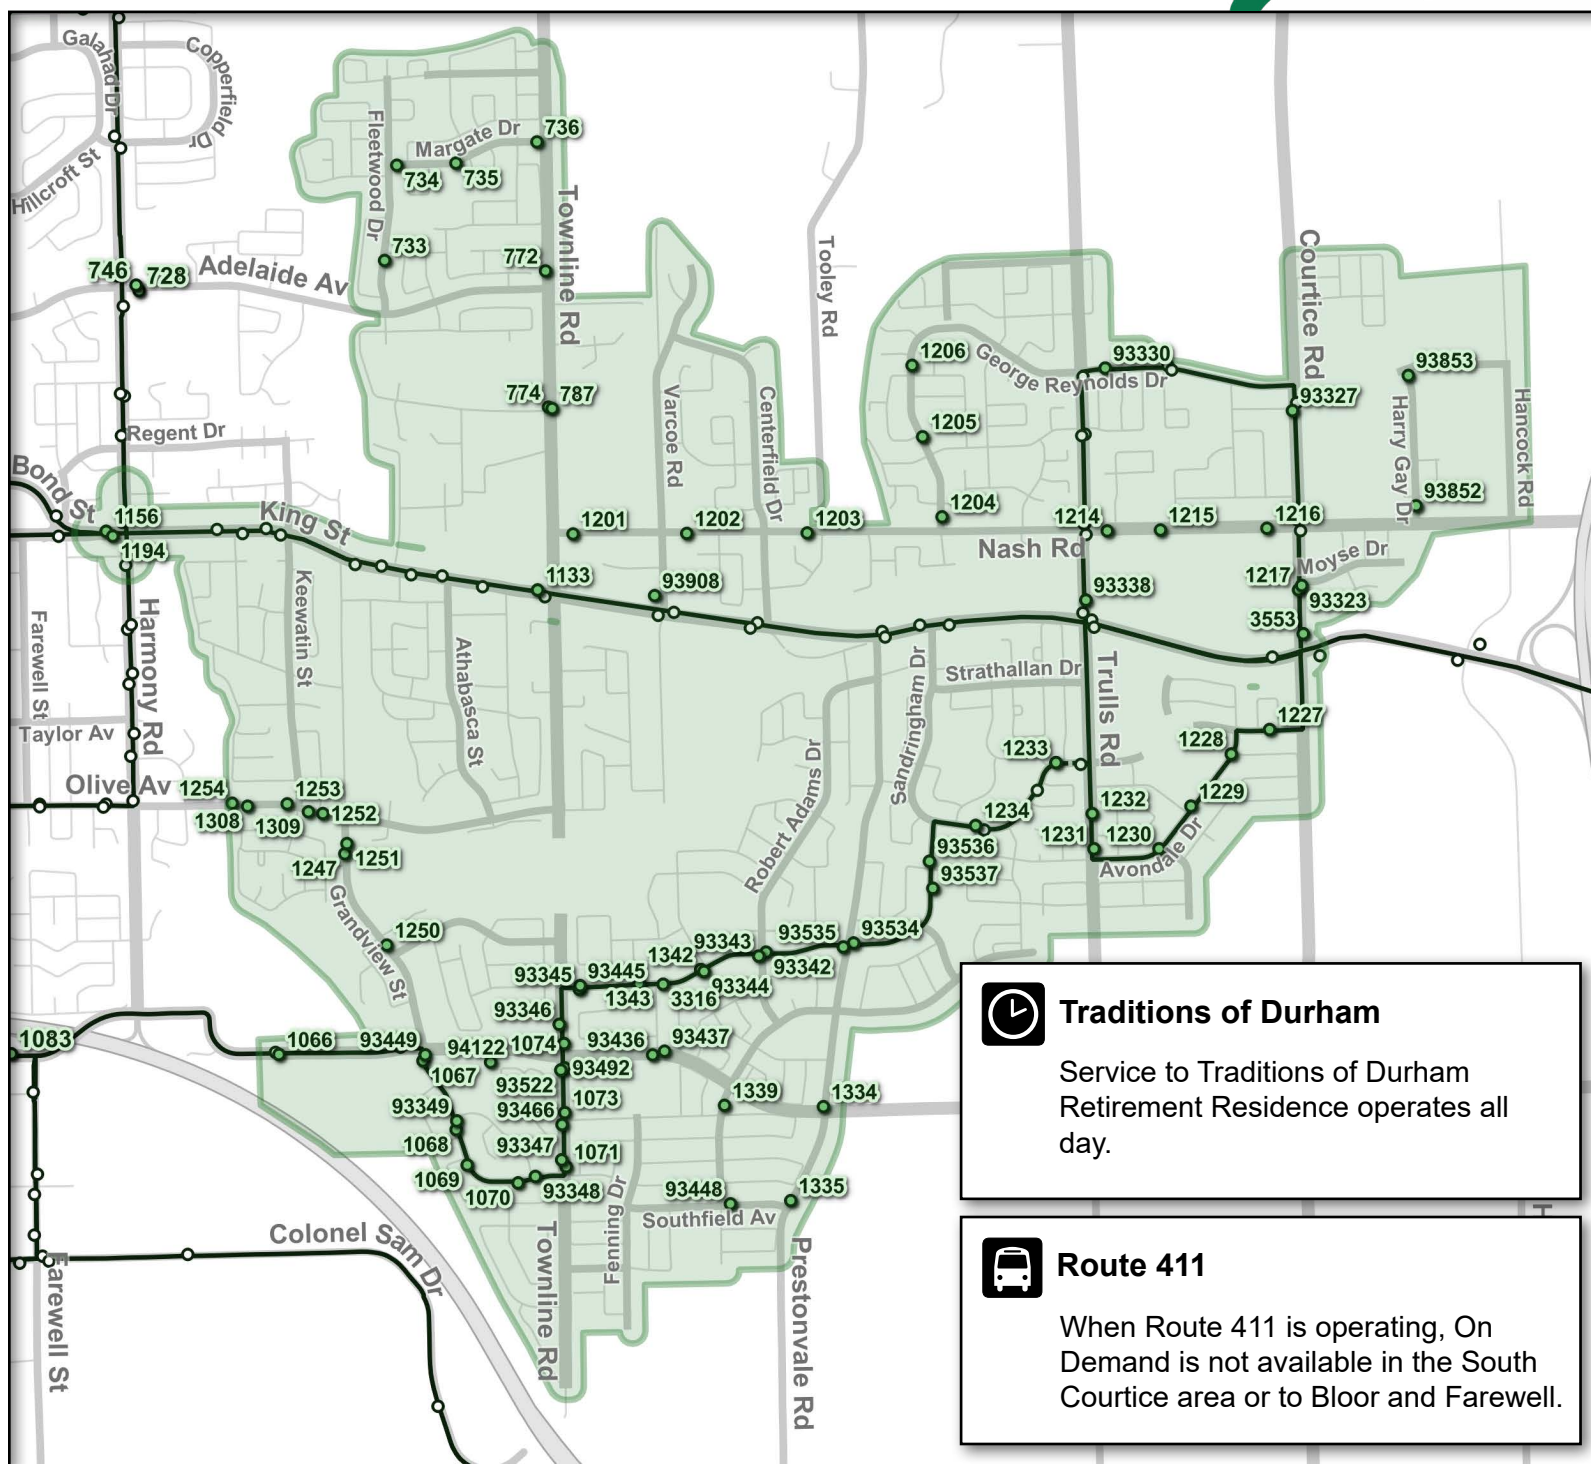 Galahad Dr
Copperfield Dr
Hillcroft St
Fleetwood Dr
Margate Dr
736
734
735
Townline Rd
733
772
746
728
Adelaide Av
Tooley Rd
Courtice Rd
1206
George Reynolds Dr
93330
93853
774
787
Varcoe Rd
Centerfield Dr
93327
Harry Gay Dr
Hancock Rd
Regent Dr
1205
Bond St
1156
King St
1201
1202
1203
1204
1214
1215
1216
93852
1194
Nash Rd
Moyse Dr
Keewatin St
1133
93908
93338
1217
93323
3553
Farewell St
Harmony Rd
Athabasca St
Sandringham Dr
Strathallan Dr
Trulls Rd
Taylor Av
1227
1228
1233
Olive Av
1254
1253
1308
1309
1252
Robert Adams Dr
1234
1232
1229
1231
1230
1247
1251
93536
Avondale Dr
93537
Grandview St
1250
93343
93535
93534
1342
93345
93445
93342
1343
3316
93344
93346
1083
1066
93449
94122
1074
93436
93437
1067
93522
93492
93349
93466
1073
1339
1334
1068
93347
1071
1069
1070
93348
93448
1335
Fenning Dr
Southfield Av
Colonel Sam Dr
Farewell St
Townline Rd
Prestonvale Rd
Traditions of Durham
Service to Traditions of Durham
Retirement Residence operates all
day.
H
Route 411
When Route 411 is operating, On
Demand is not available in the South
Courtice area or to Bloor and Farewell.